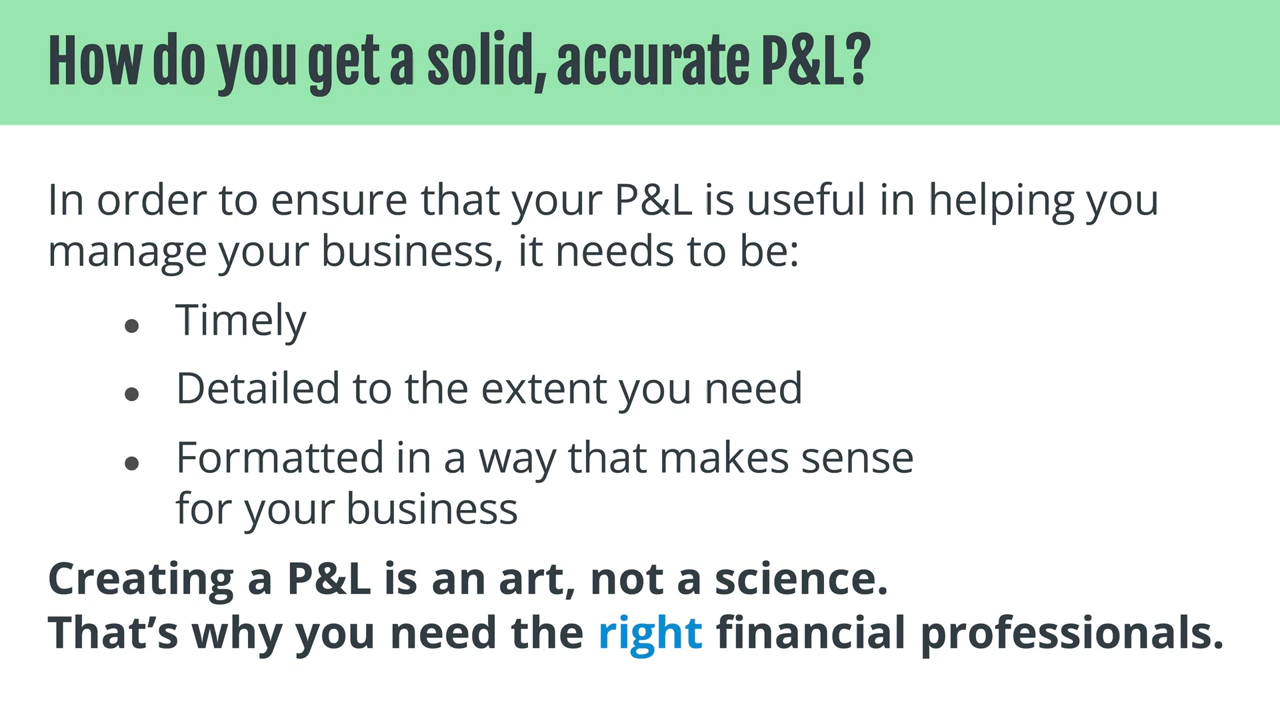 How do you get a solid, accurate P&L?
In order to ensure that your P&L is useful in helping you
manage your business, it needs to be:
● Timely
● Detailed to the extent you need
● Formatted in a way that makes sense
for your business
Creating a P&L is an art, not a science.
That’s why you need the right financial professionals.